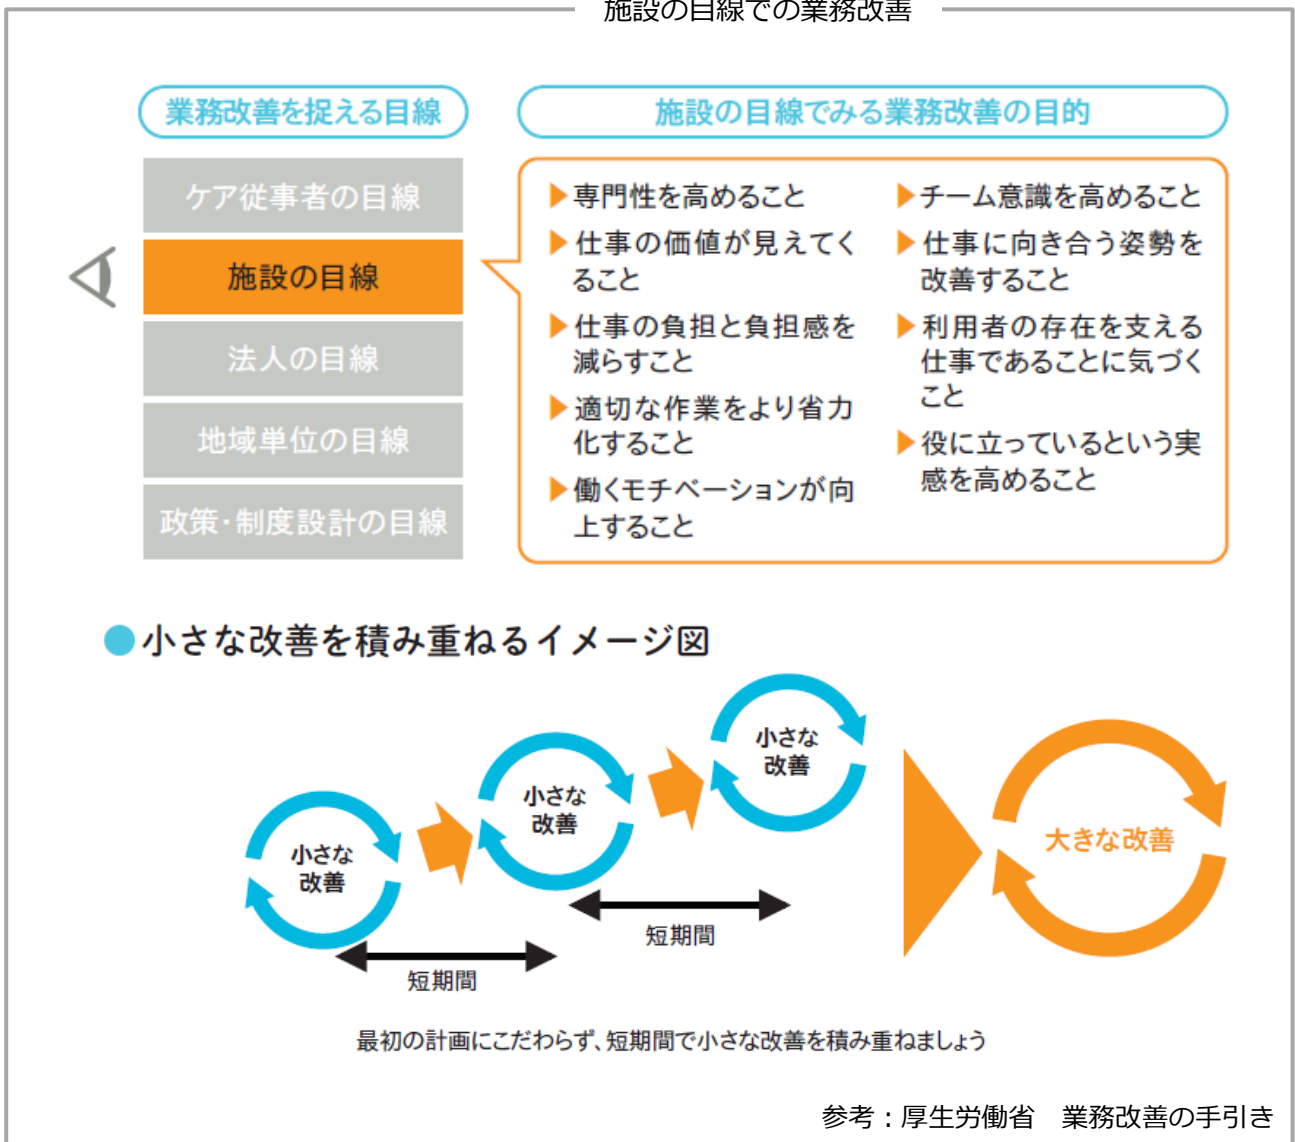 施設の目線での業務改善
業務改善を捉える目線
ケア従事者の目線
施設の目線
法人の目線
地域単位の目線
政策・制度設計の目線
施設の目線でみる業務改善の目的
▶専門性を高めること
▶仕事の価値が見えてく
ること
▶仕事の負担と負担感を
減らすこと
▶適切な作業をより省力
化すること
▶働くモチベーションが向
上すること
▶チーム意識を高めること
▶仕事に向き合う姿勢を
改善すること
▶利用者の存在を支える
仕事であることに気づく
こと
▶役に立っているという実
感を高めること
●小さな改善を積み重ねるイメージ図
小さな
改善
小さな
改善
小さな
改善
大きな改善
短期間
短期間
最初の計画にこだわらず、短期間で小さな改善を積み重ねましょう
参考：厚生労働省　業務改善の手引き